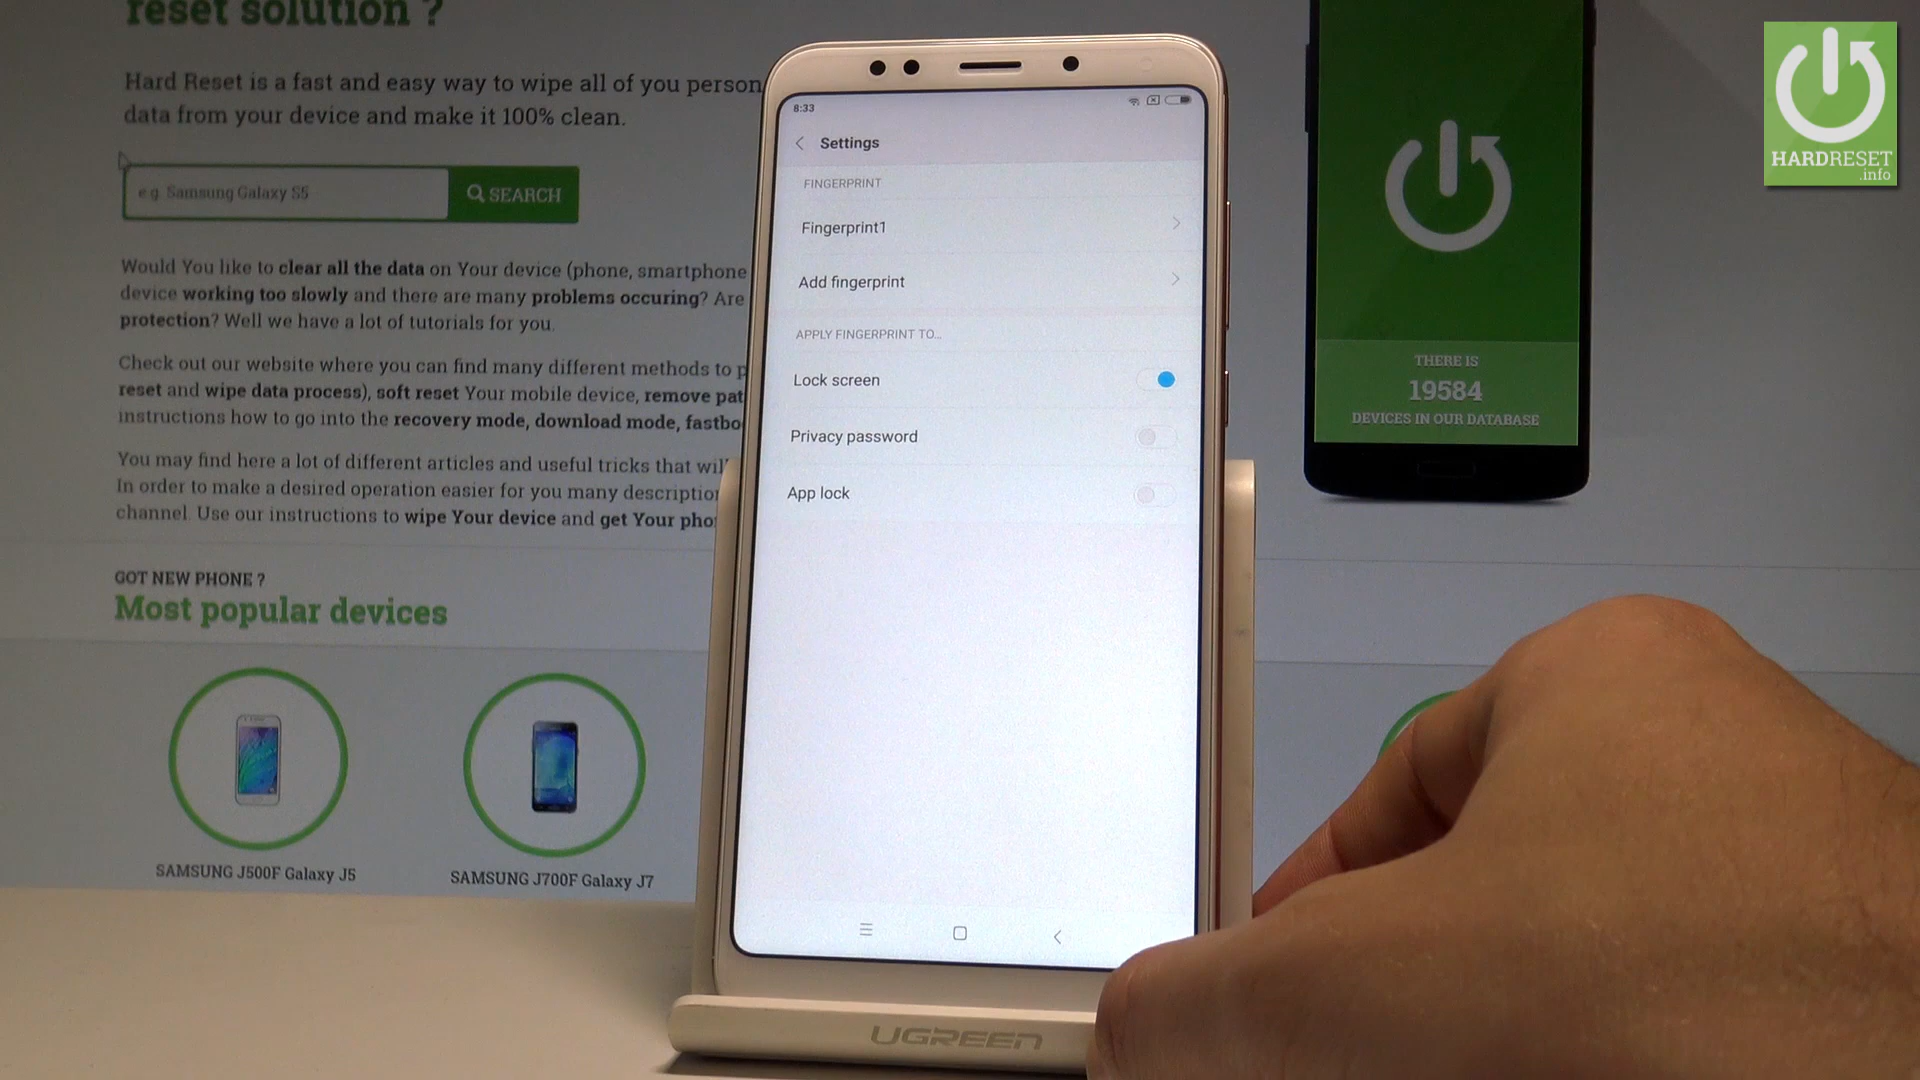 reset solution ?
Hard Reset is a fast and easy way to wipe all of you person
data from your device and make it 100% clean.
e.g. Samsung Galaxy S5
SEARCH
Would You like to clear all the data on Your device (phone, smartphone
device working too slowly and there are many problems occuring? Are
protection? Well we have a lot of tutorials for you.
Check out our website where you can find many different methods to p
reset and wipe data process), soft reset Your mobile device, remove pat
instructions how to go into the recovery mode, download mode, fastbo
You may find here a lot of different articles and useful tricks that wil
In order to make a desired operation easier for you many description
channel. Use our instructions to wipe Your device and get Your pho
GOT NEW PHONE ?
Most popular devices
SAMSUNG J500F Galaxy J5
SAMSUNG J700F Galaxy J7
8:33
Settings
FINGERPRINT
Fingerprint1
Add fingerprint
APPLY FINGERPRINT TO...
Lock screen
Privacy password
App lock
UGREEN
THERE IS
19584
DEVICES IN OUR DATABASE
HARDRESET
.info